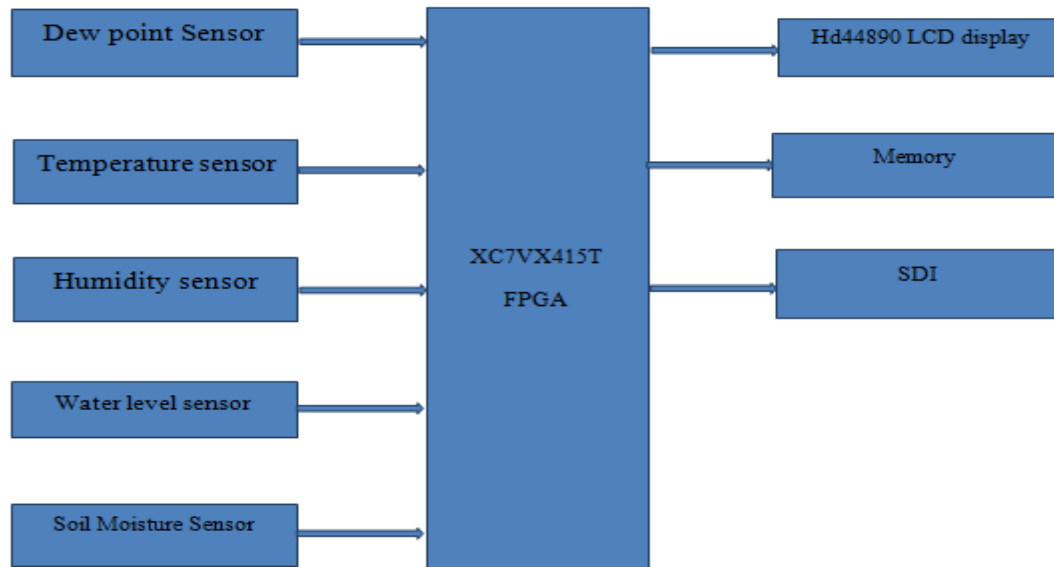 Dew point Sensor
Temperature sensor
Humidity sensor
Water level sensor
Soil Moisture Sensor
XC7VX415T
FPGA
Hd44890 LCD display
Memory
SDI